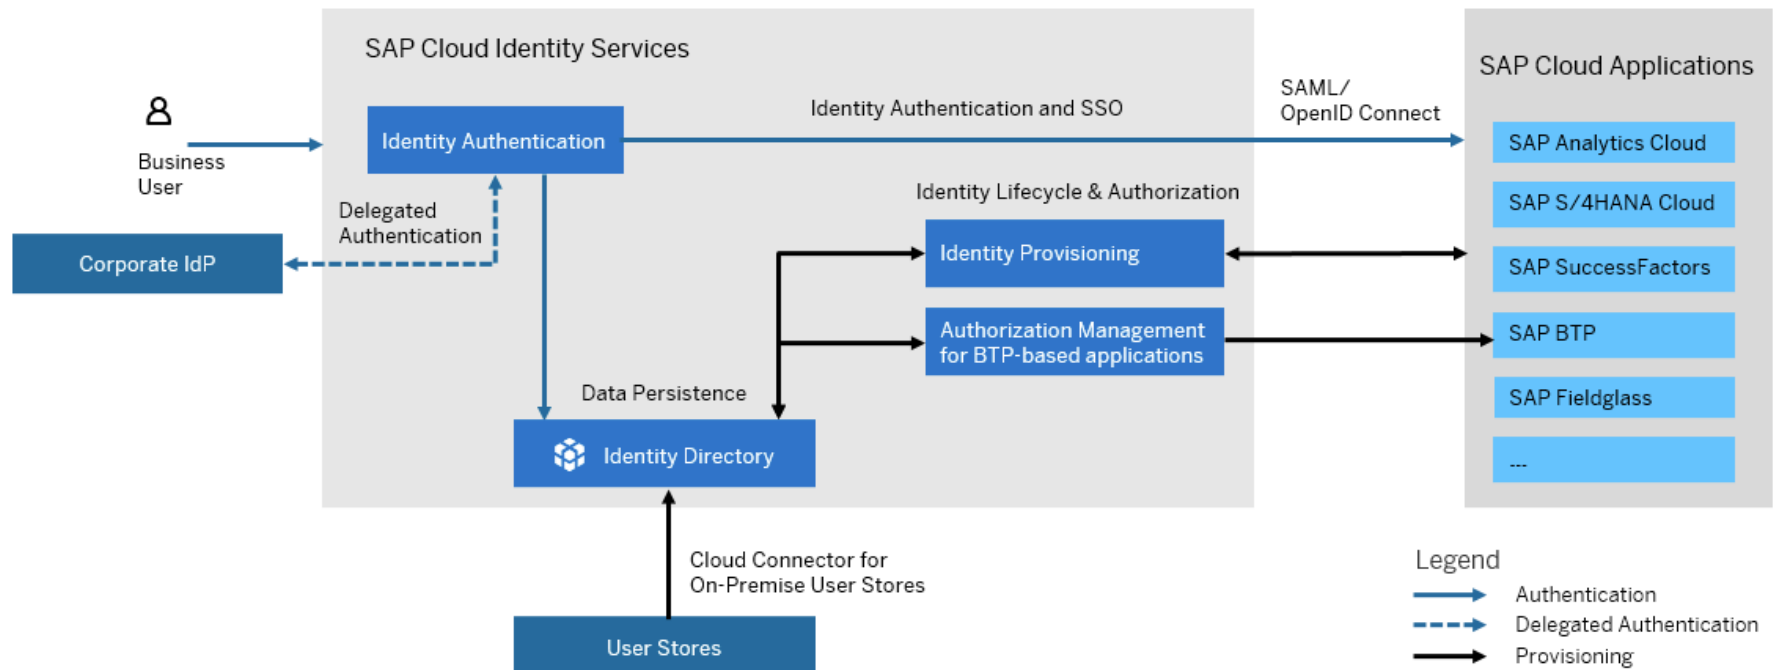 SAP Cloud Identity Services
SAP Cloud Applications
Business
User
Identity Authentication
Identity Authentication and SSO
SAML/
OpenID Connect
Delegated
Authentication
Corporate IdP
Identity Lifecycle & Authorization
Identity Provisioning
Authorization Management
for BTP-based applications
Data Persistence
Identity Directory
Cloud Connector for
On-Premise User Stores
User Stores
SAP Analytics Cloud
SAP S/4HANA Cloud
SAP SuccessFactors
SAP BTP
SAP Fieldglass
---
Legend
Authentication
Delegated Authentication
Provisioning